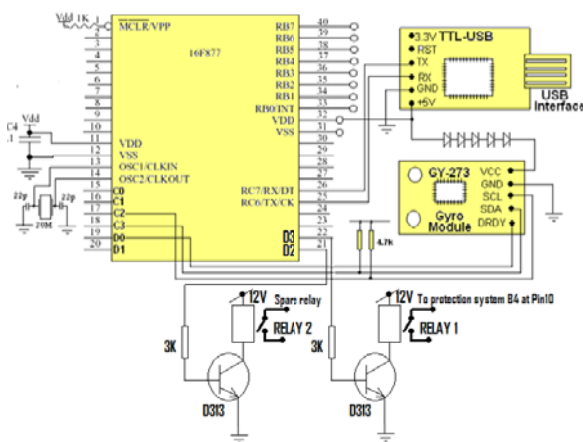 Vdd 1K
MCLR/VPP
16F877
1
2
3
4
5
6
7
8
9
10
11
12
13
14
15
16
17
18
19
20
VDD
VSS
OSC1/CLKIN
OSC2/CLKOUT
C0
C1
C2
C3
D0
D1
Vdd
C4
.1
22p
22p
20M
RB7
RB6
RB5
RB4
RB3
RB2
RB1
RB0/INT
VDD
VSS
RC7/RX/DT
RC6/TX/CK
D3
D2
40
39
38
37
36
35
34
33
32
31
30
29
28
27
26
25
24
23
22
21
3.3V
TTL-USB
RST
TX
RX
GND
+5V
USB
Interface
GY-273
VCC
GND
SCL
SDA
DRDY
Gyro
Module
4.7k
12V
Spare relay
RELAY 2
3K
D313
12V
To protection system B4 at Pin10
RELAY 1
3K
D313